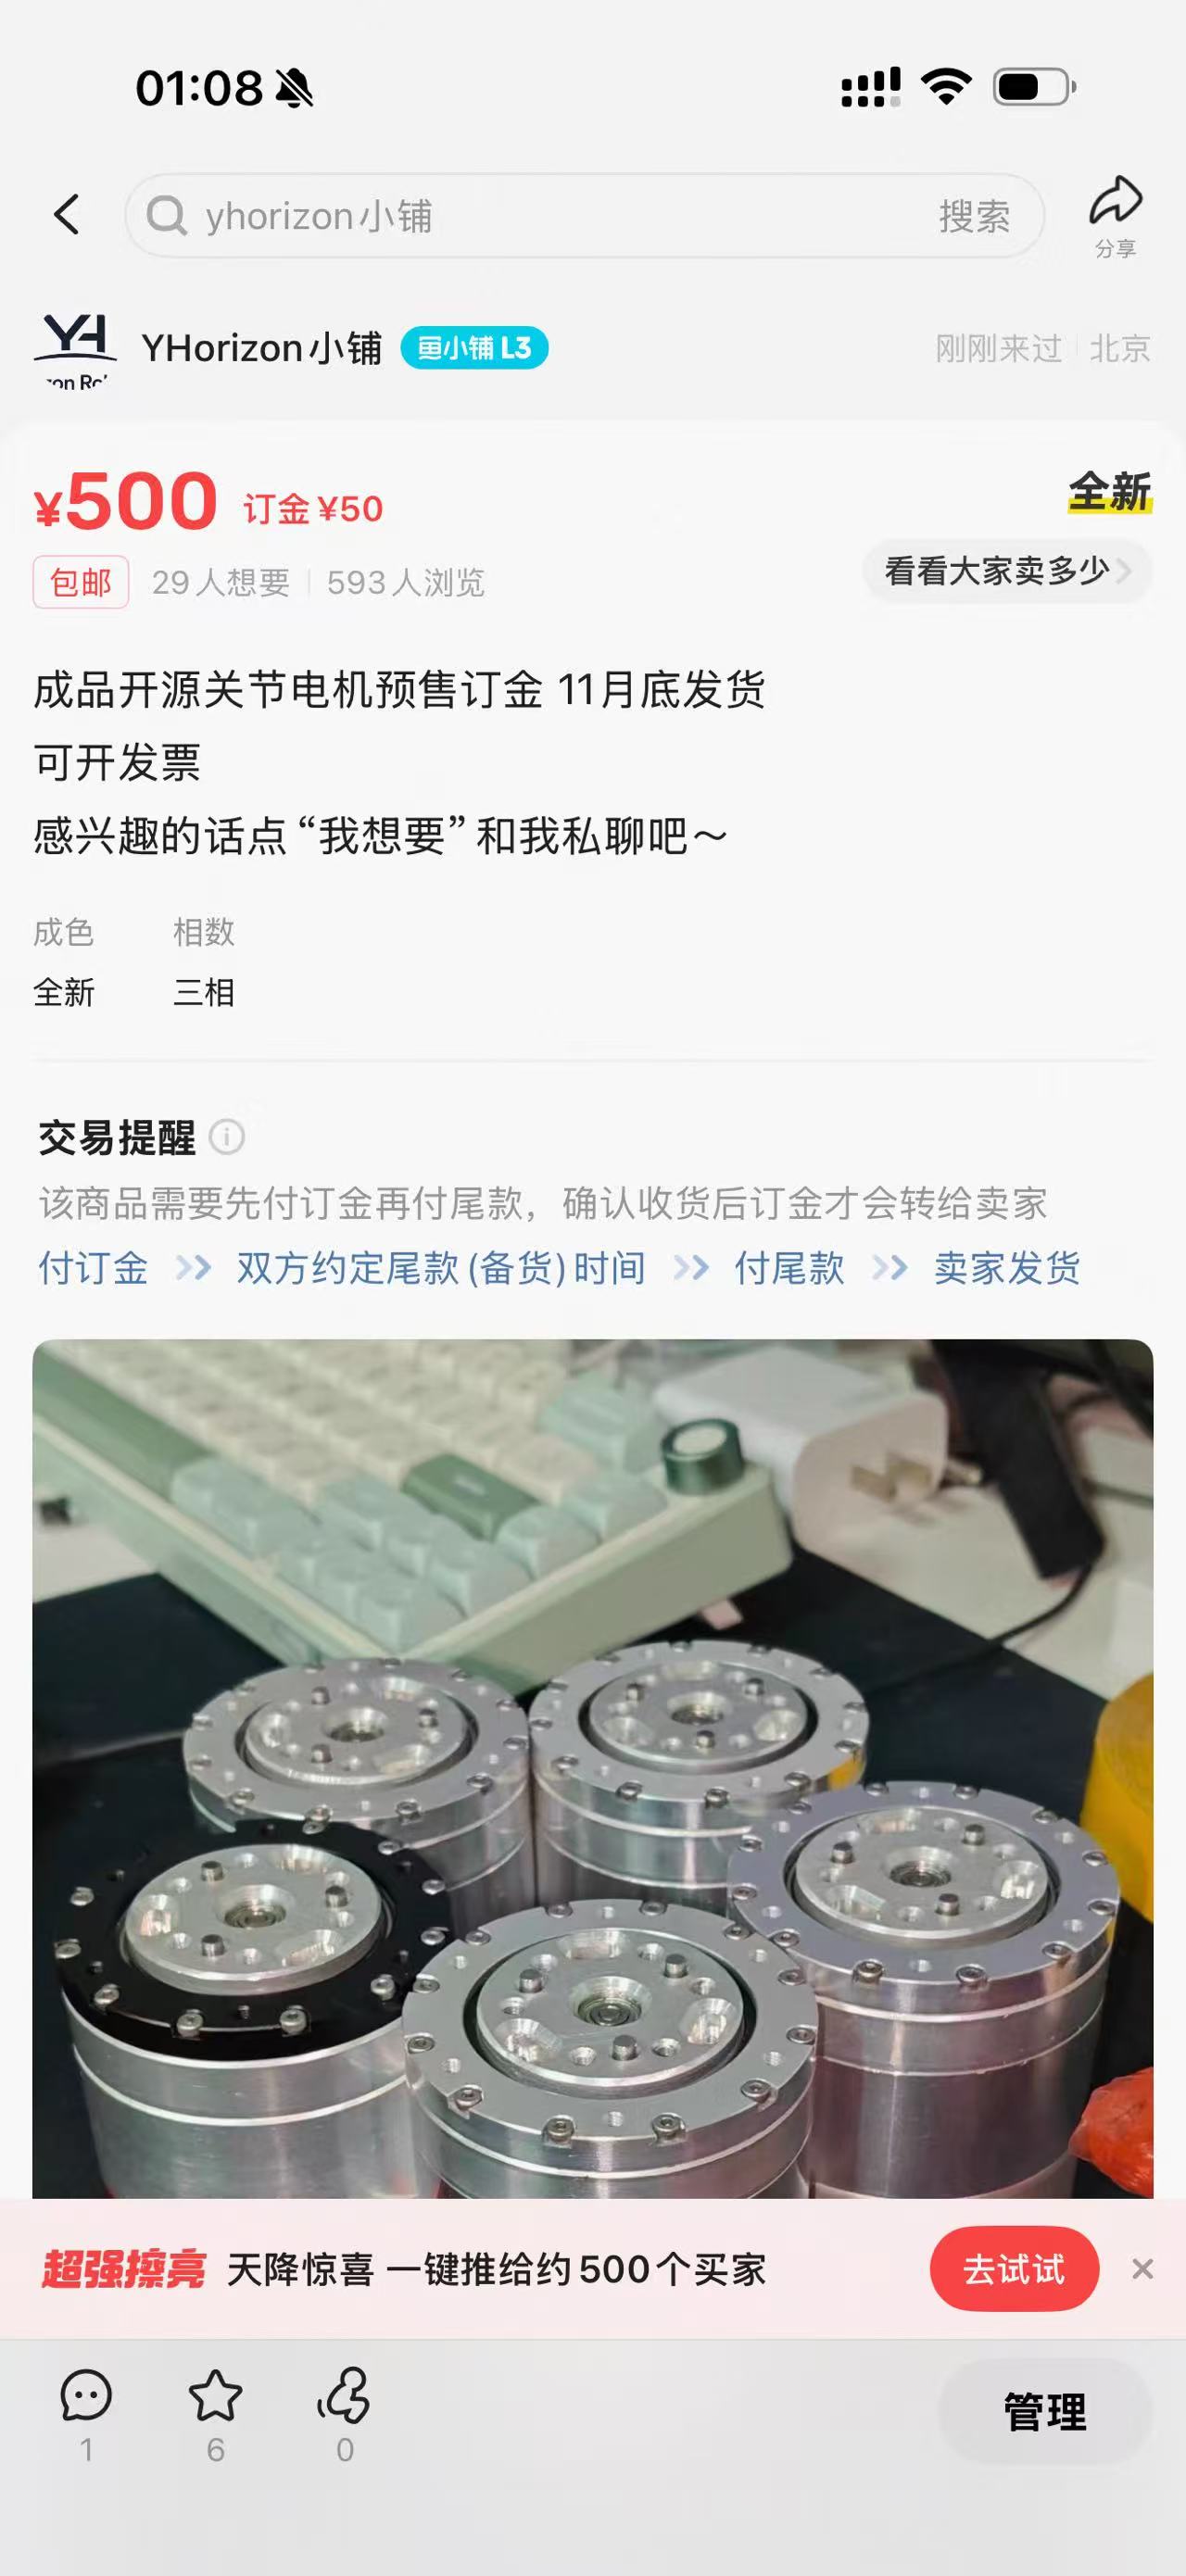 01:08
yhorizon小铺
搜索
分享
YH
on Ro
YHorizon小铺
小铺 L3
刚刚来过 北京
¥500 订金 ¥50
全新
包邮 29人想要 593人浏览
看看大家卖多少
成品开源关节电机预售订金 11月底发货
可开发票
感兴趣的话点“我想要”和我私聊吧～
成色 相数
全新 三相
交易提醒
该商品需要先付订金再付尾款，确认收货后订金才会转给卖家
付订金 >> 双方约定尾款(备货)时间 >> 付尾款 >> 卖家发货
超强擦亮 天降惊喜 一键推给约500个买家
去试试
1 6 0
管理